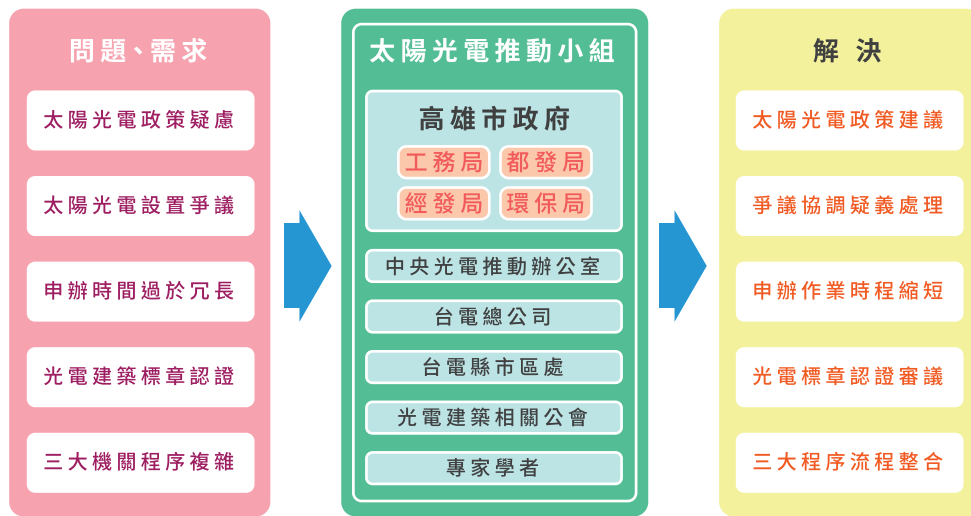 問題、需求
太陽光電政策疑慮
太陽光電設置爭議
申辦時間過於冗長
光電建築標章認證
三大機關程序複雜
太陽光電推動小組
高雄市政府
工務局 都發局
經發局 環保局
中央光電推動辦公室
台電總公司
台電縣市區處
光電建築相關公會
專家學者
解決
太陽光電政策建議
爭議協調疑義處理
申辦作業時程縮短
光電標章認證審議
三大程序流程整合